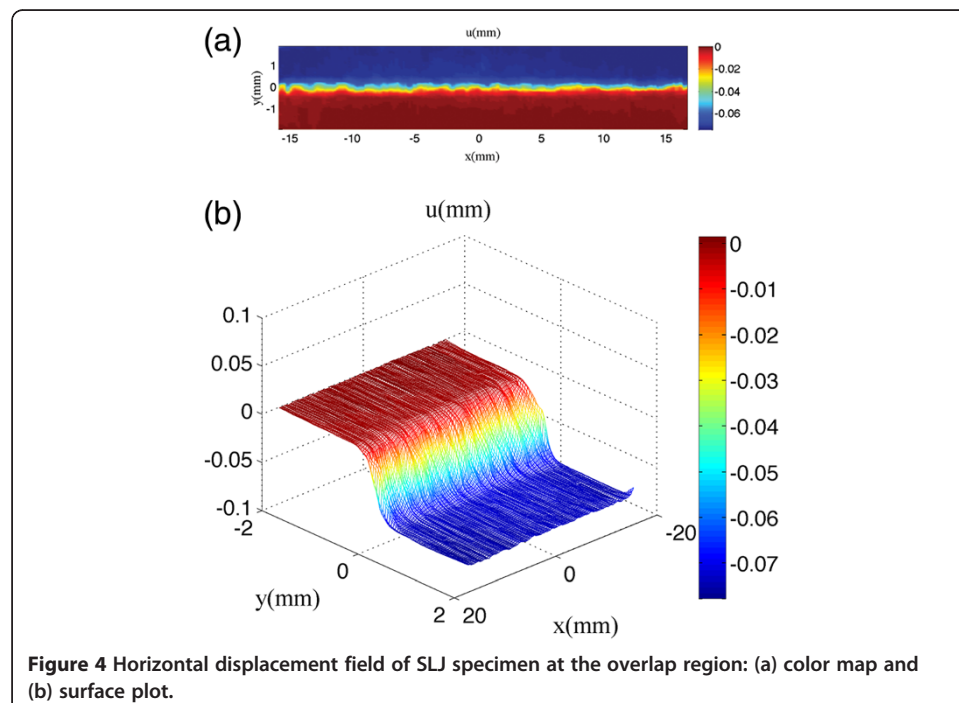 (a)
u(mm)
y(mm)
1
0
-1
-15 -10 -5 0 5 10 15
x(mm)
0
-0.02
-0.04
-0.06
(b)
u(mm)
0.1
0.05
0
-0.05
-0.1
-2
0
2
y(mm)
20
0
-20
x(mm)
0
-0.01
-0.02
-0.03
-0.04
-0.05
-0.06
-0.07
Figure 4 Horizontal displacement field of SLJ specimen at the overlap region: (a) color map and
(b) surface plot.